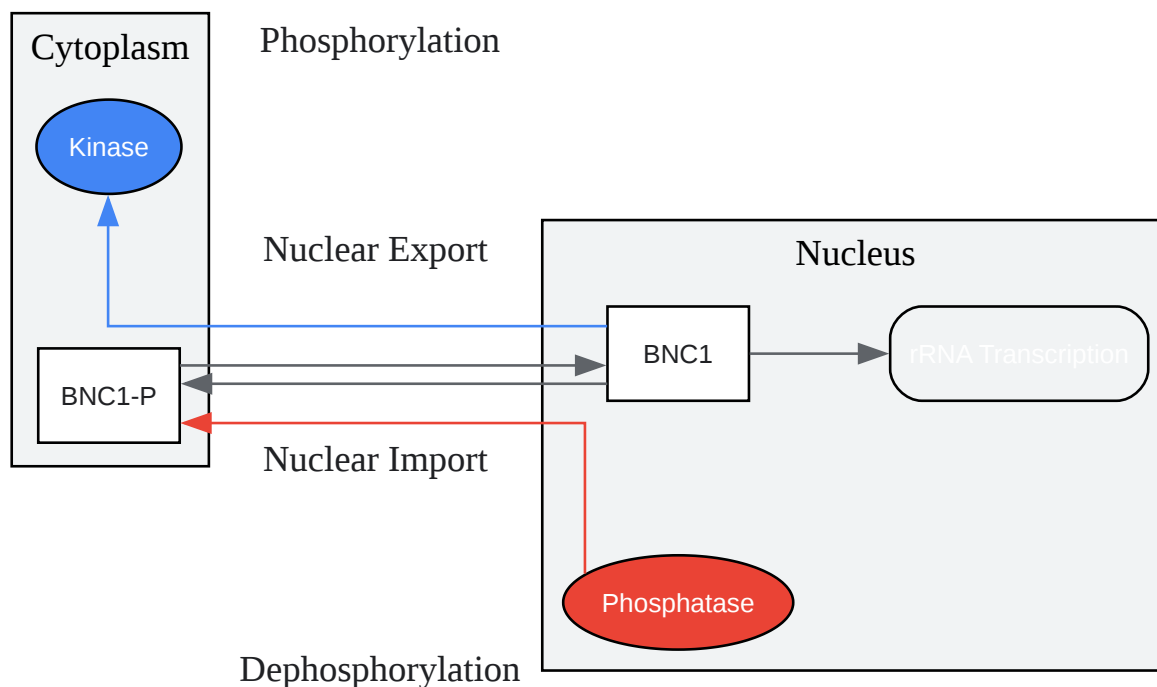 Cytoplasm
Phosphorylation
Kinase
Nuclear Export
Nucleus
BNC1
rRNA Transcription
BNC1-P
Nuclear Import
Phosphatase
Dephosphorylation